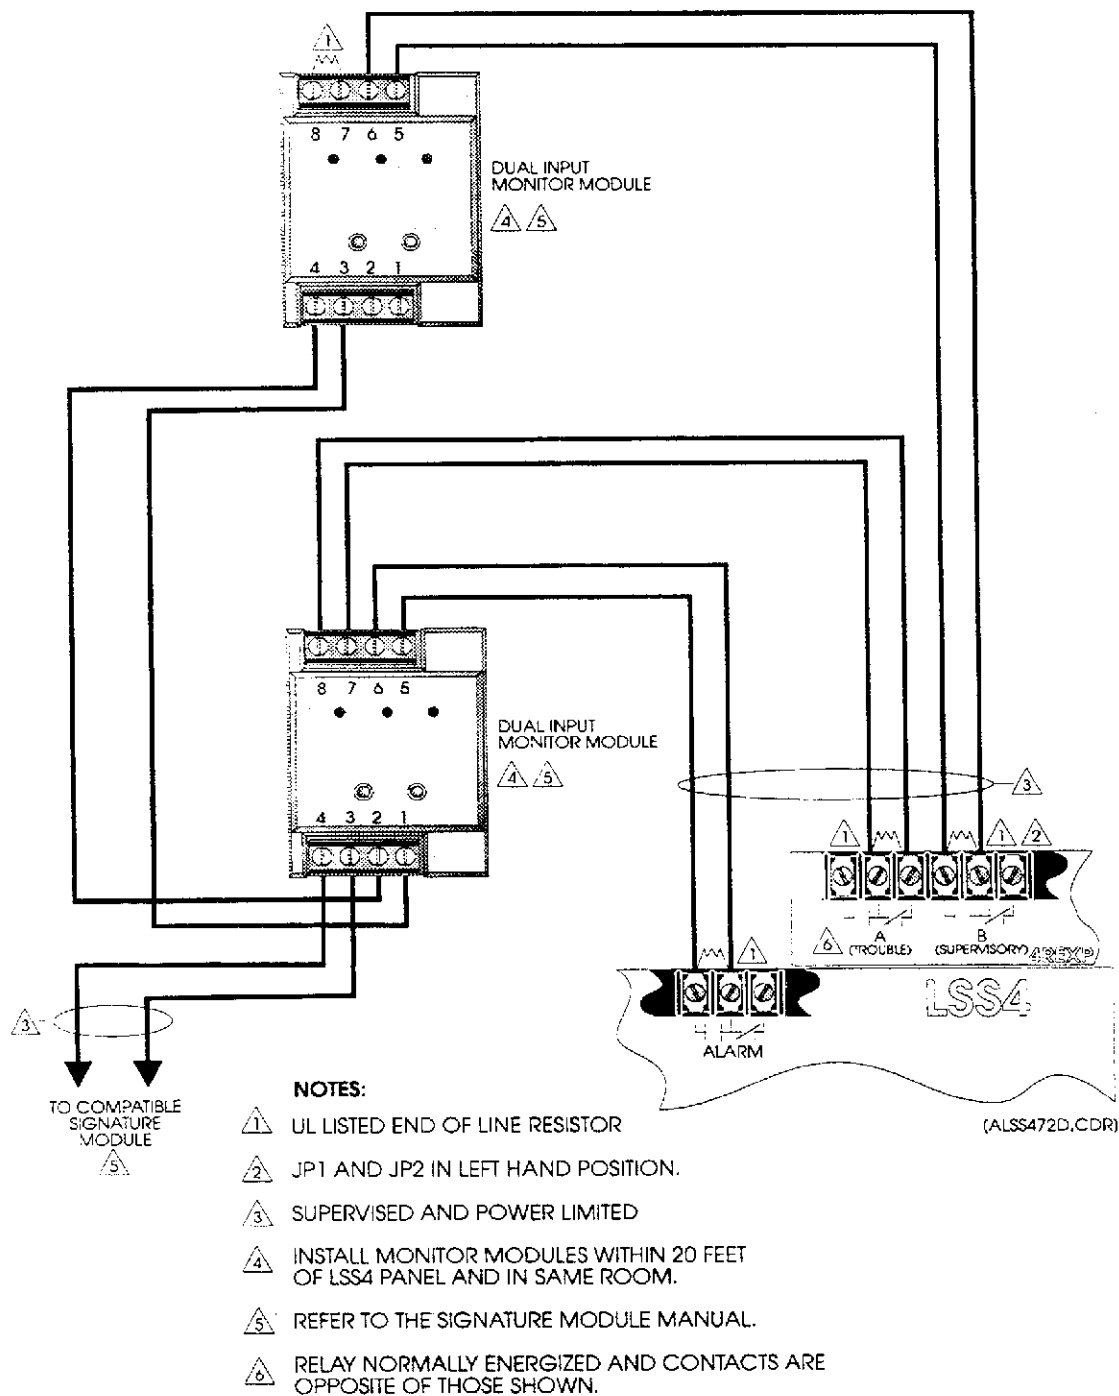 1
8 7 6 5
DUAL INPUT
MONITOR MODULE
4 5
4 3 2 1
8 7 6 5
DUAL INPUT
MONITOR MODULE
4 5
3
4 3 2 1
1 1 2
6 A B
(TROUBLE) (SUPERVISORY)
4REXP
1
LSS4
3
ALARM
TO COMPATIBLE
SIGNATURE
MODULE
5
(ALSS472D.CDR)
NOTES:
1 UL LISTED END OF LINE RESISTOR
2 JP1 AND JP2 IN LEFT HAND POSITION.
3 SUPERVISED AND POWER LIMITED
4 INSTALL MONITOR MODULES WITHIN 20 FEET
OF LSS4 PANEL AND IN SAME ROOM.
5 REFER TO THE SIGNATURE MODULE MANUAL.
6 RELAY NORMALLY ENERGIZED AND CONTACTS ARE
OPPOSITE OF THOSE SHOWN.